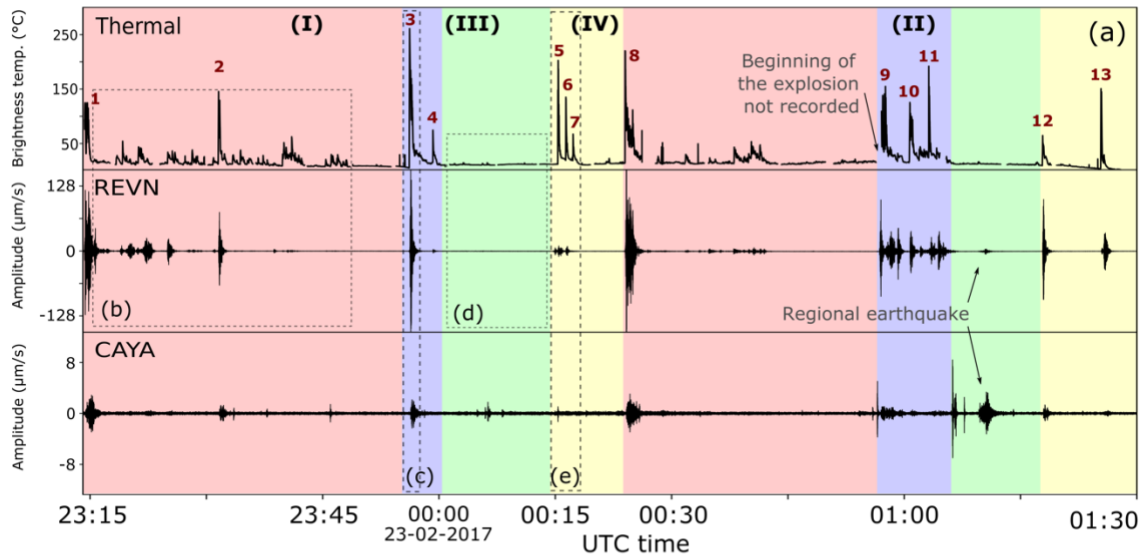 Thermal (I) 3 (III) (IV) (II) (a)
Brightness temp. (°C)
250
150
50
1 2 4 5 6 7 8 9 10 11 12 13
Beginning of
the explosion
not recorded
REVN
Amplitude (μm/s)
128
0
-128
(b) (d)
Regional earthquake
CAYA
Amplitude (μm/s)
8
0
-8
(c) (e)
23:15 23:45 00:00 00:15 00:30 01:00 01:30
23-02-2017
UTC time